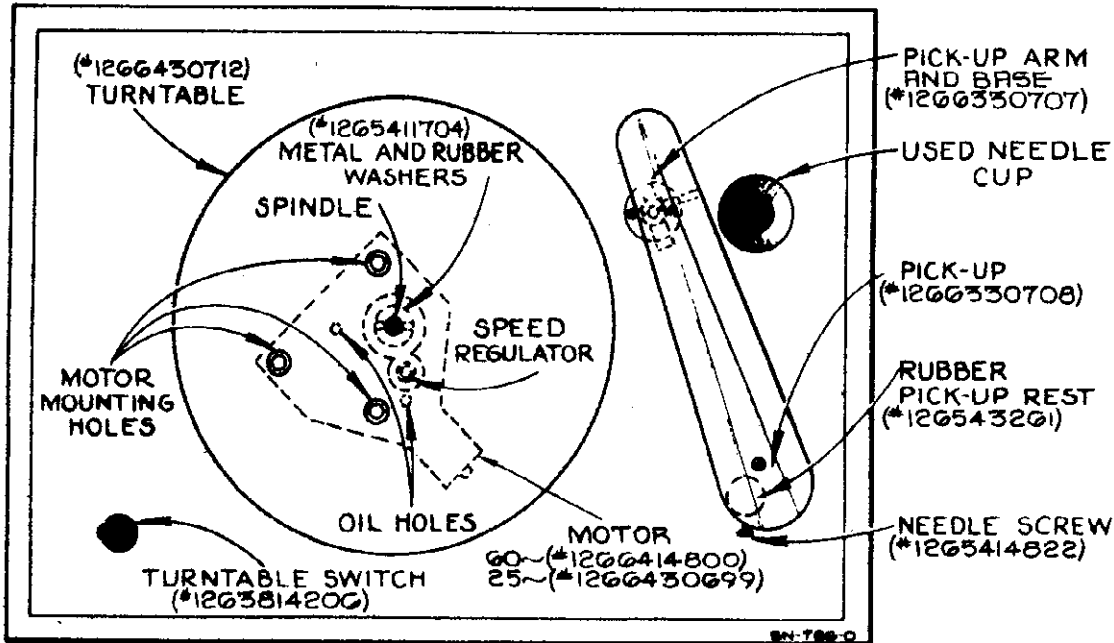 (#1266430712)
TURNTABLE
(#1265411704)
METAL AND RUBBER
WASHERS
SPINDLE
SPEED
REGULATOR
MOTOR
MOUNTING
HOLES
OIL HOLES
MOTOR
60~(#1266414800)
25~(#1266430699)
TURNTABLE SWITCH
(#1263814206)
PICK-UP ARM
AND BASE
(#1266330707)
USED NEEDLE
CUP
PICK-UP
(#1266330708)
RUBBER
PICK-UP REST
(#1265543261)
NEEDLE SCREW
(#1265414822)